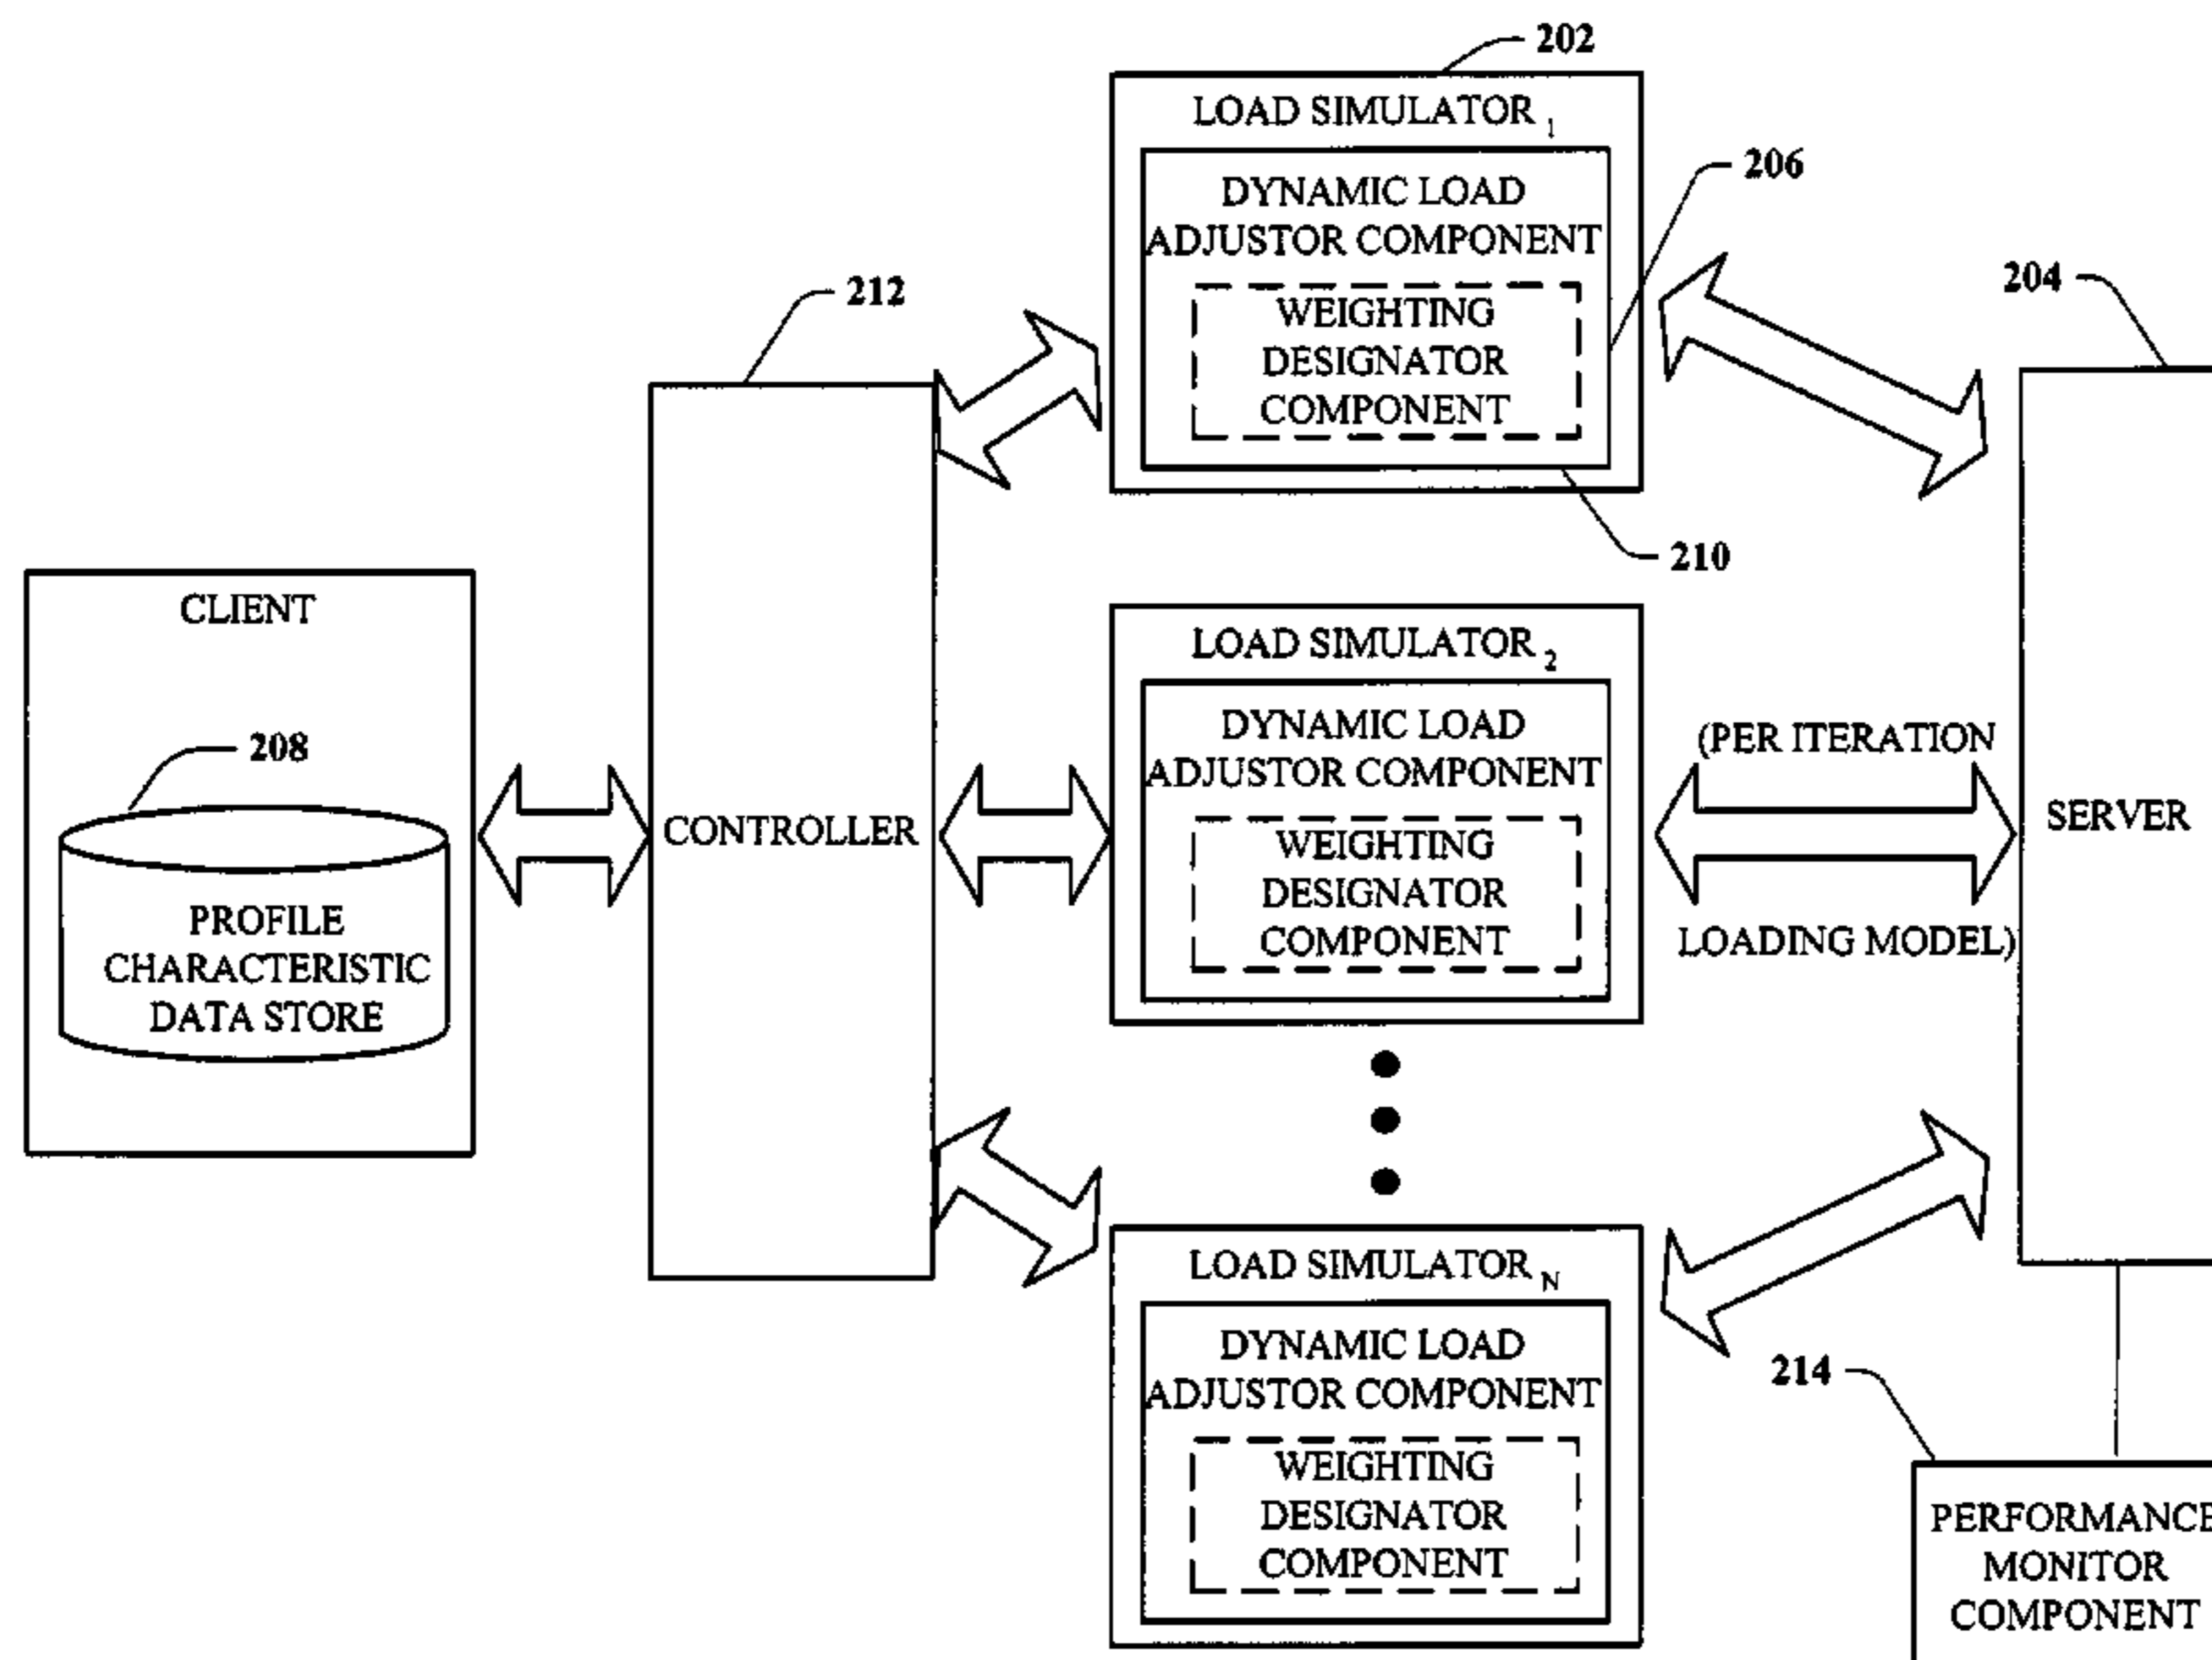 202
LOAD SIMULATOR 1
DYNAMIC LOAD
ADJUSTOR COMPONENT
WEIGHTING
DESIGNATOR
COMPONENT
206
210
212
204
CLIENT
208
PROFILE
CHARACTERISTIC
DATA STORE
CONTROLLER
LOAD SIMULATOR 2
DYNAMIC LOAD
ADJUSTOR COMPONENT
WEIGHTING
DESIGNATOR
COMPONENT
(PER ITERATION
LOADING MODEL)
SERVER
LOAD SIMULATOR N
DYNAMIC LOAD
ADJUSTOR COMPONENT
WEIGHTING
DESIGNATOR
COMPONENT
214
PERFORMANCE
MONITOR
COMPONENT